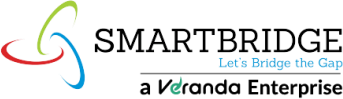 SMARTBRIDGE
Let's Bridge the Gap
a Veranda Enterprise